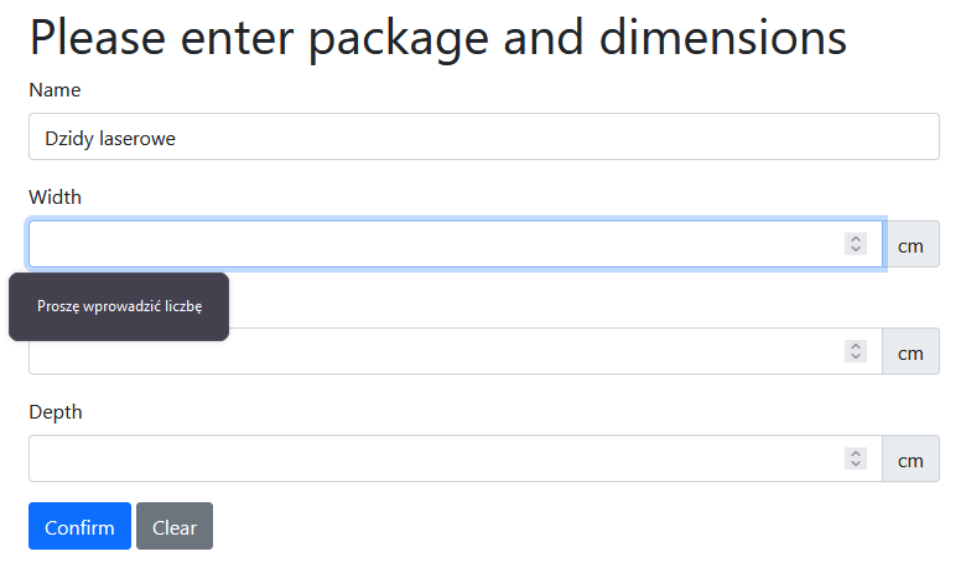 Please enter package and dimensions
Name
Dzidy laserowe
Width
cm
Proszę wprowadzić liczbę
cm
Depth
cm
Confirm Clear